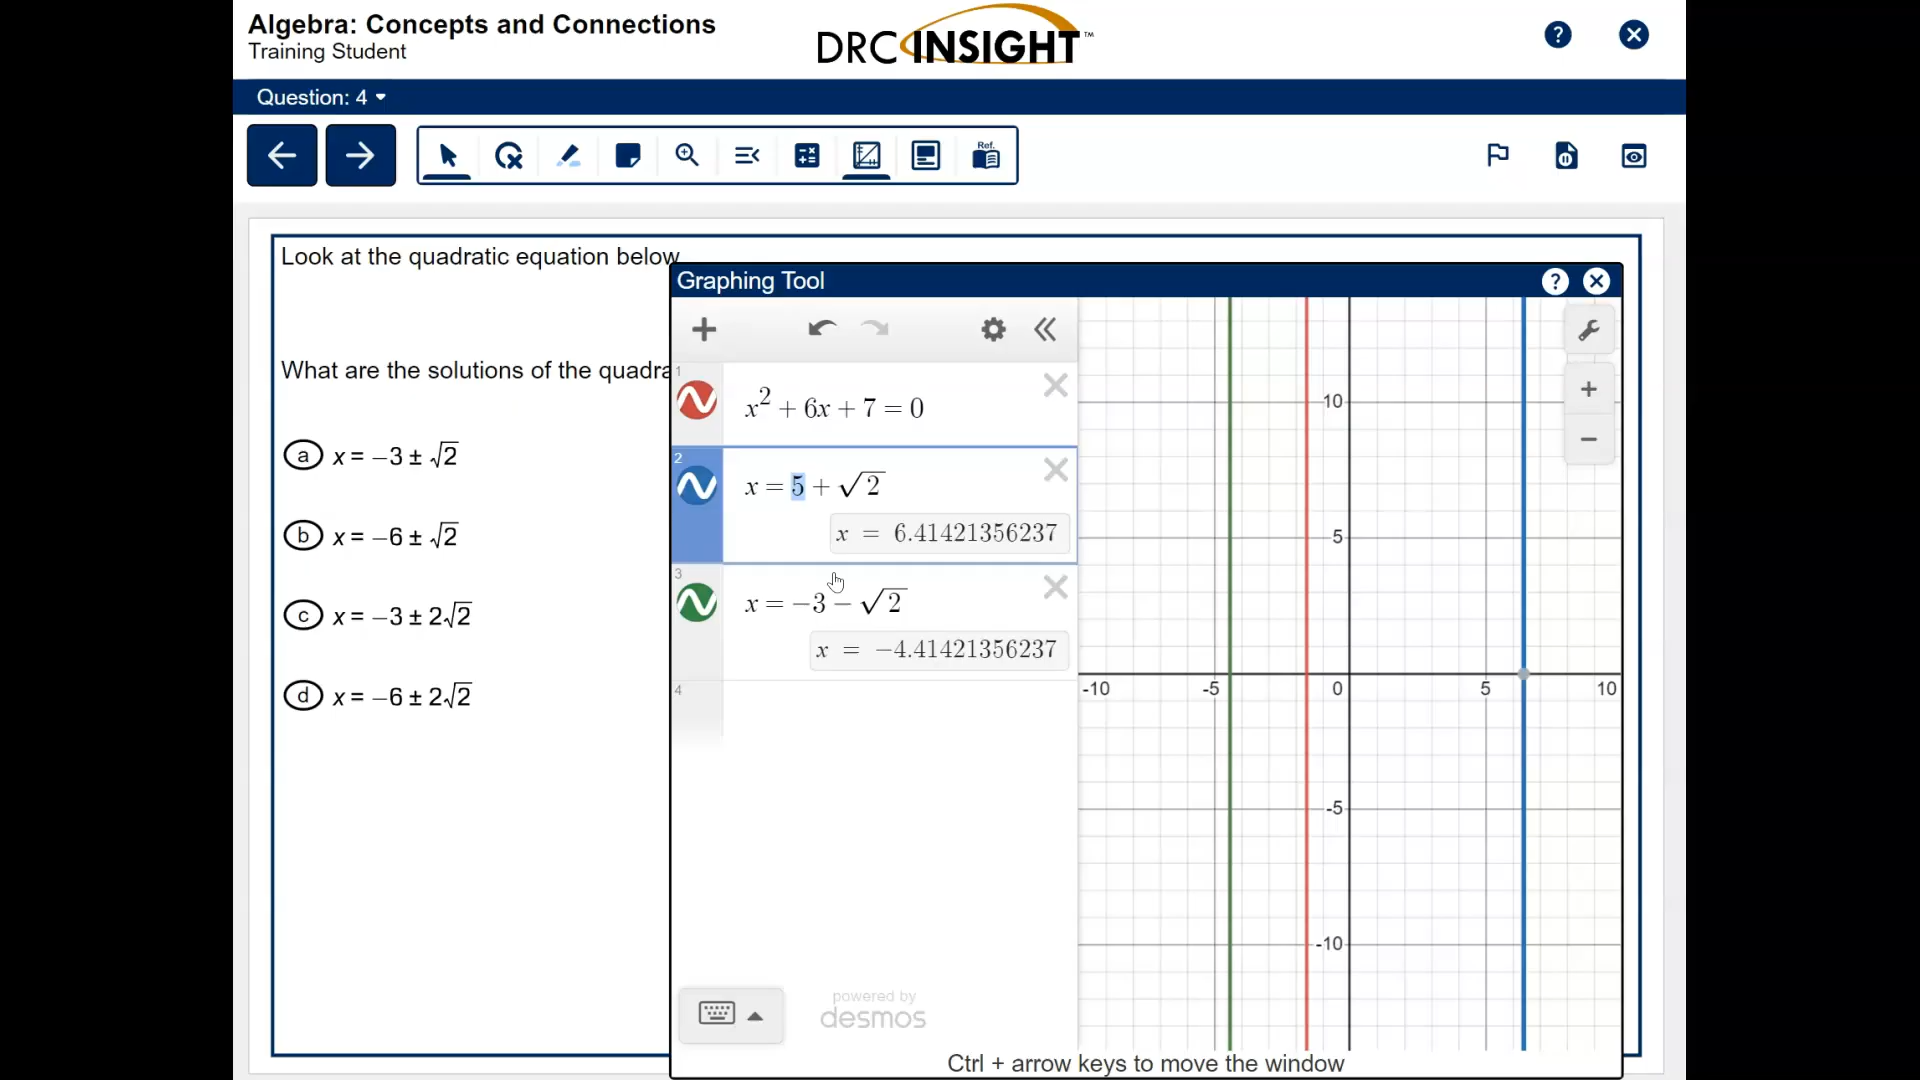 Algebra: Concepts and Connections
Training Student
DRC INSIGHT™
?
Question: 4
Ref.
Look at the quadratic equation below
What are the solutions of the quadra
a x = −3 ± √2
b x = −6 ± √2
c x = −3 ± 2√2
d x = −6 ± 2√2
Graphing Tool
?
1
x² + 6x + 7 = 0
2
x = 5 + √2
x = 6.41421356237
3
x = −3 − √2
x = −4.41421356237
4
powered by
desmos
10
5
-10 -5 0 5 10
-5
-10
Ctrl + arrow keys to move the window